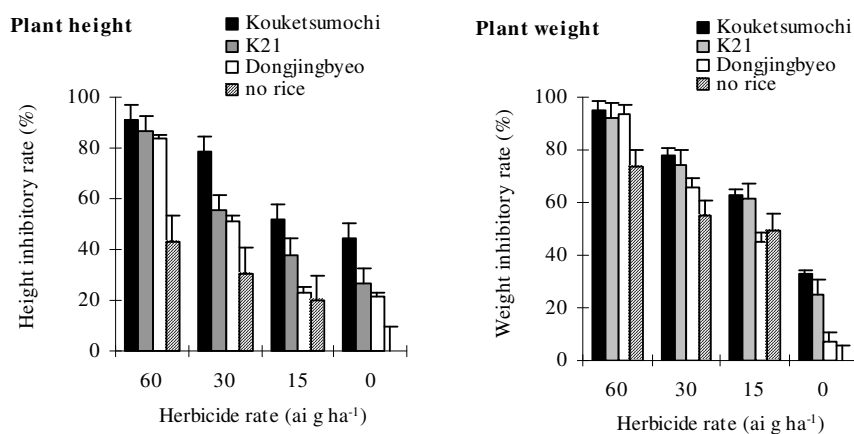 Plant height
Kouketsumochi
K21
Dongjingbyeo
no rice
Height inhibitory rate (%)
100
80
60
40
20
0
60 30 15 0
Herbicide rate (ai g ha-1)
Plant weight
Kouketsumochi
K21
Dongjingbyeo
no rice
Weight inhibitory rate (%)
100
80
60
40
20
0
60 30 15 0
Herbicide rate (ai g ha-1)